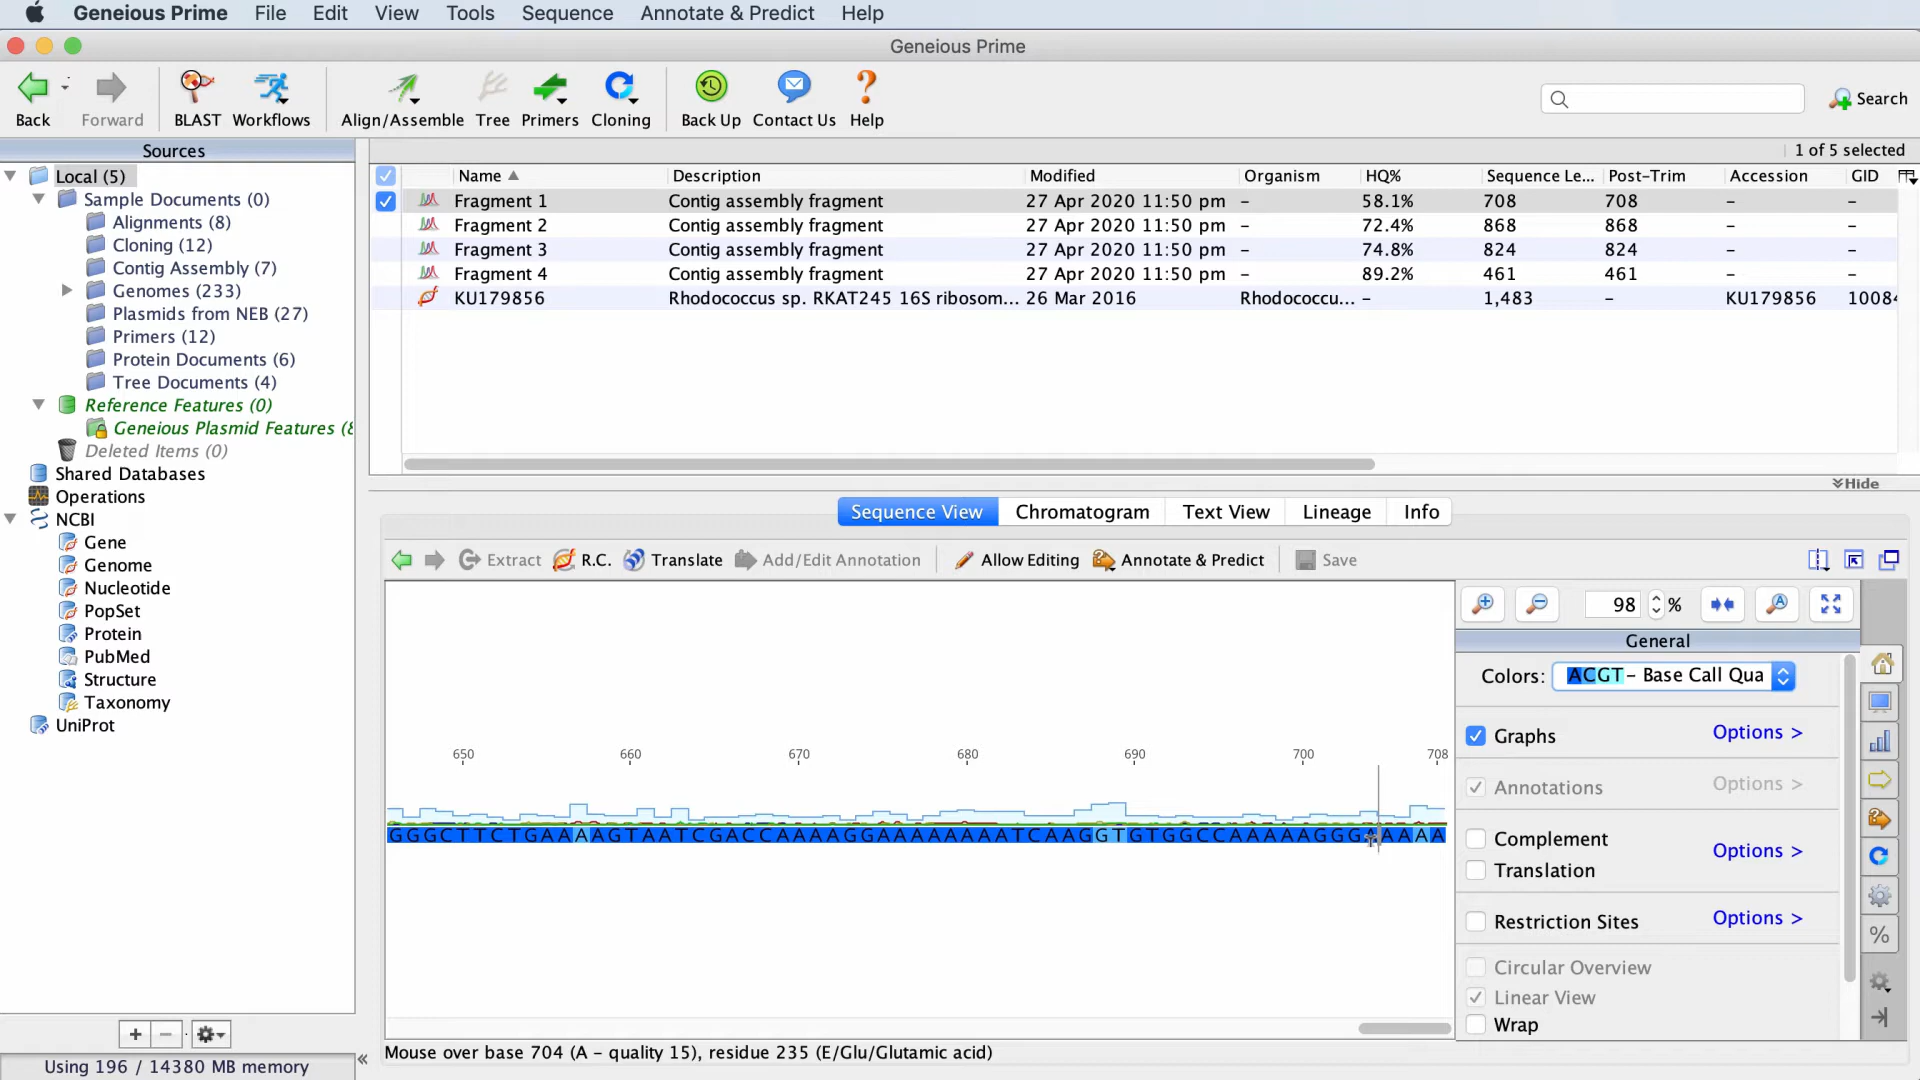 Geneious Prime File Edit View Tools Sequence Annotate & Predict Help
Geneious Prime
Back Forward BLAST Workflows Align/Assemble Tree Primers Cloning Back Up Contact Us Help Search
Sources
1 of 5 selected
Local (5)
Sample Documents (0)
Alignments (8)
Cloning (12)
Contig Assembly (7)
Genomes (233)
Plasmids from NEB (27)
Primers (12)
Protein Documents (6)
Tree Documents (4)
Reference Features (0)
Geneious Plasmid Features (8
Deleted Items (0)
Shared Databases
Operations
NCBI
Gene
Genome
Nucleotide
PopSet
Protein
PubMed
Structure
Taxonomy
UniProt
Using 196 / 14380 MB memory
Name Description Modified Organism HQ% Sequence Le... Post-Trim Accession GID
Fragment 1 Contig assembly fragment 27 Apr 2020 11:50 pm – 58.1% 708 708 – –
Fragment 2 Contig assembly fragment 27 Apr 2020 11:50 pm – 72.4% 868 868 – –
Fragment 3 Contig assembly fragment 27 Apr 2020 11:50 pm – 74.8% 824 824 – –
Fragment 4 Contig assembly fragment 27 Apr 2020 11:50 pm – 89.2% 461 461 – –
KU179856 Rhodococcus sp. RKAT245 16S ribosom... 26 Mar 2016 Rhodococcu... – 1,483 – KU179856 10084
Hide
Sequence View Chromatogram Text View Lineage Info
Extract R.C. Translate Add/Edit Annotation Allow Editing Annotate & Predict Save
98 %
General
Colors: ACGT - Base Call Qua
Graphs Options >
Annotations Options >
Complement
Translation
Options >
Restriction Sites Options >
Circular Overview
Linear View
Wrap
650 660 670 680 690 700 708
GGGCTTCTGAAAAGTAATCGACCAAAAGGAAAAAAAATCAAGGTGTGGCCAAAAAGGGAAAAA
Mouse over base 704 (A - quality 15), residue 235 (E/Glu/Glutamic acid)